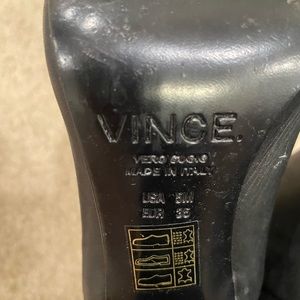 VINCE.
VERO CUOIO
MADE IN ITALY
USA 5M
EUR 35